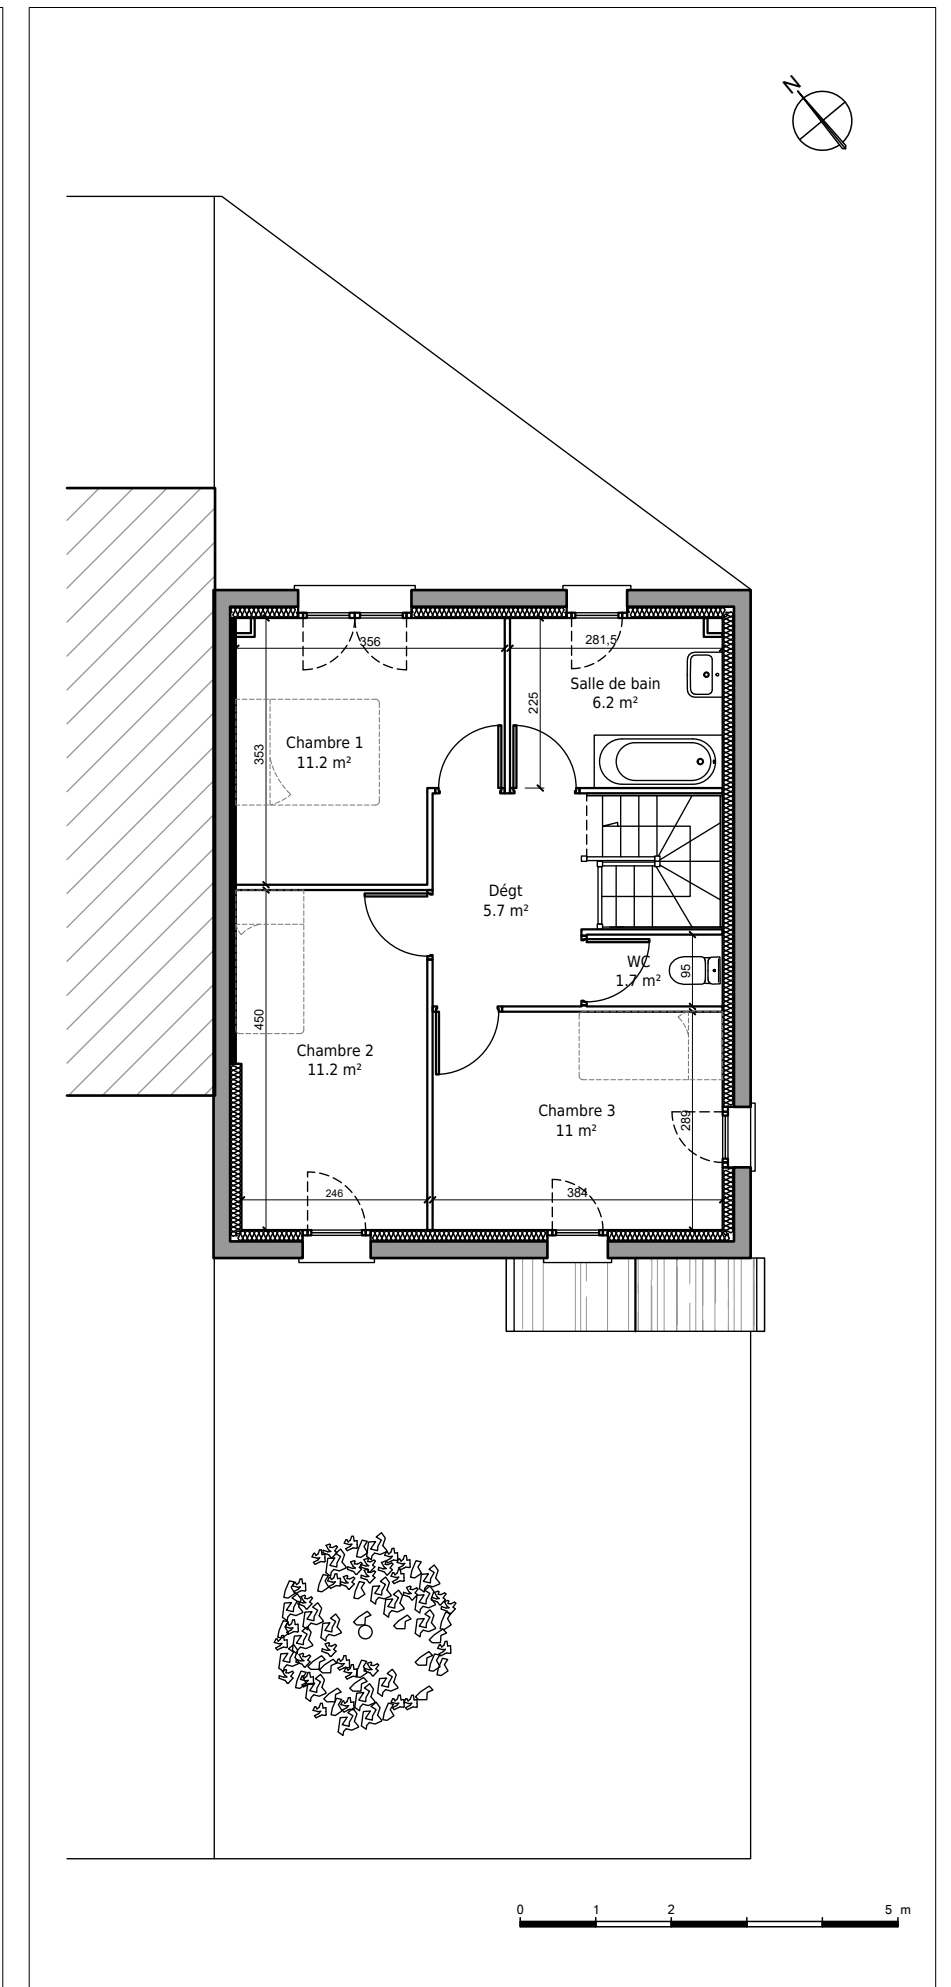 N
356
281,5
225
Salle de bain
6.2 m²
353
Chambre 1
11.2 m²
Dégt
5.7 m²
WC
1.7 m²
95
450
Chambre 2
11.2 m²
Chambre 3
11 m²
289
246
384
0 1 2 5 m